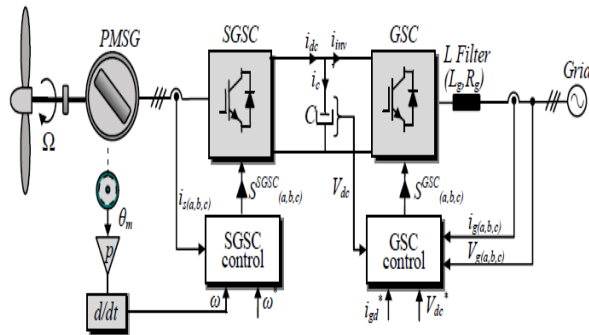 PMSG
SGSC
i_dc
i_inv
GSC
L Filter
(L_g,R_g)
Grid
i_c
C
Ω
V_dc
i_s(a,b,c)
S^SGSC_(a,b,c)
S^GSC_(a,b,c)
θ_m
p
d/dt
SGSC
control
GSC
control
i_g(a,b,c)
V_g(a,b,c)
ω
ω*
i_gd*
V_dc*